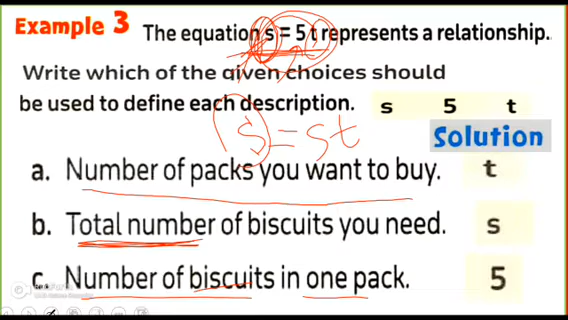 Example 3 The equation s = 5 t represents a relationship.
Write which of the given choices should
be used to define each description. s 5 t
s = 5t
Solution
a. Number of packs you want to buy. t
b. Total number of biscuits you need. s
c. Number of biscuits in one pack. 5